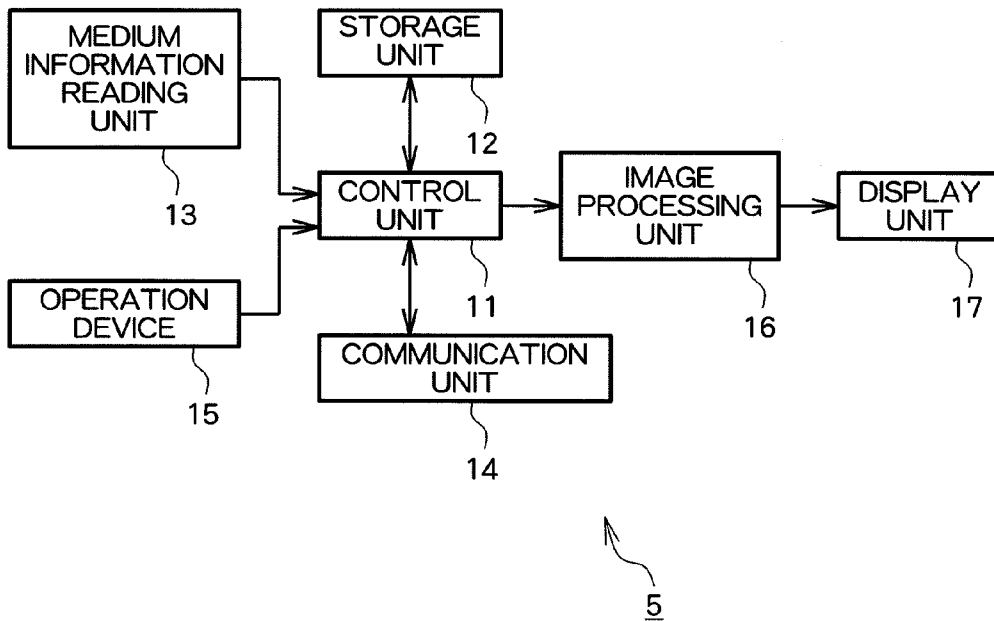 MEDIUM
INFORMATION
READING
UNIT
13
STORAGE
UNIT
12
CONTROL
UNIT
11
IMAGE
PROCESSING
UNIT
16
DISPLAY
UNIT
17
OPERATION
DEVICE
15
COMMUNICATION
UNIT
14
5